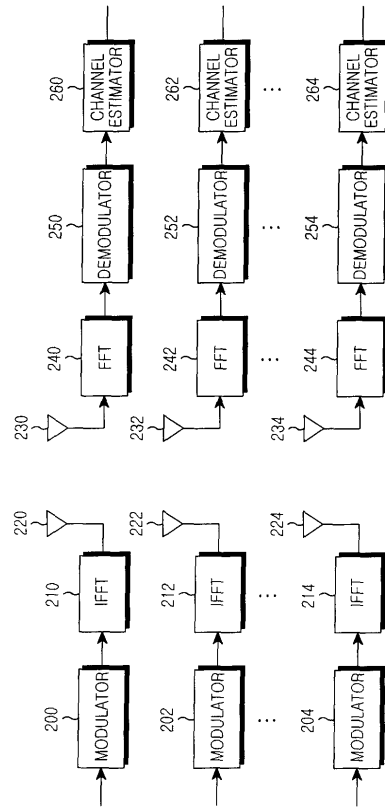 200
210
220
230
240
250
260
MODULATOR
IFFT
FFT
DEMODULATOR
CHANNEL
ESTIMATOR
202
212
222
232
242
252
262
MODULATOR
IFFT
FFT
DEMODULATOR
CHANNEL
ESTIMATOR
...
...
...
...
...
204
214
224
234
244
254
264
MODULATOR
IFFT
FFT
DEMODULATOR
CHANNEL
ESTIMATOR